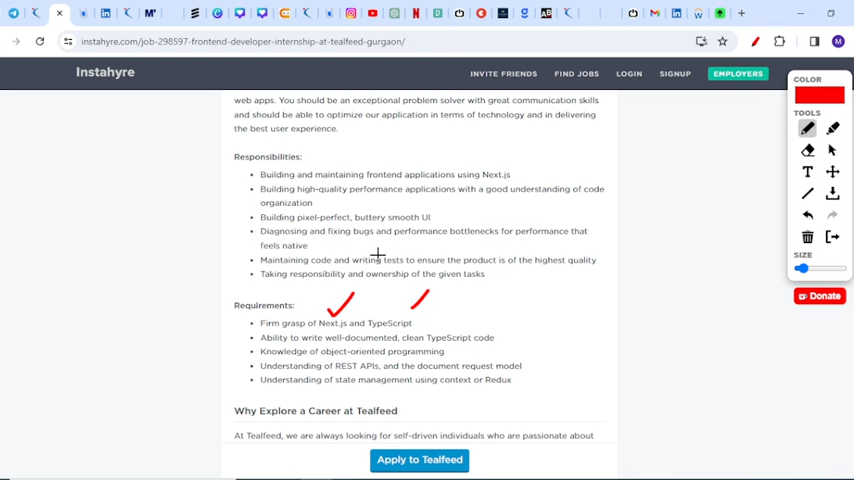 instahyre.com/job-298597-frontend-developer-internship-at-tealfeed-gurgaon/
M
Instahyre
INVITE FRIENDS FIND JOBS LOGIN SIGNUP EMPLOYERS
web apps. You should be an exceptional problem solver with great communication skills
and should be able to optimize our application in terms of technology and in delivering
the best user experience.
Responsibilities:
• Building and maintaining frontend applications using Next.js
• Building high-quality performance applications with a good understanding of code
organization
• Building pixel-perfect, buttery smooth UI
• Diagnosing and fixing bugs and performance bottlenecks for performance that
feels native
• Maintaining code and writing tests to ensure the product is of the highest quality
• Taking responsibility and ownership of the given tasks
Requirements:
• Firm grasp of Next.js and TypeScript
• Ability to write well-documented, clean TypeScript code
• Knowledge of object-oriented programming
• Understanding of REST APIs, and the document request model
• Understanding of state management using context or Redux
Why Explore a Career at Tealfeed
At Tealfeed, we are always looking for self-driven individuals who are passionate about
Apply to Tealfeed
COLOR
TOOLS
T
SIZE
Donate